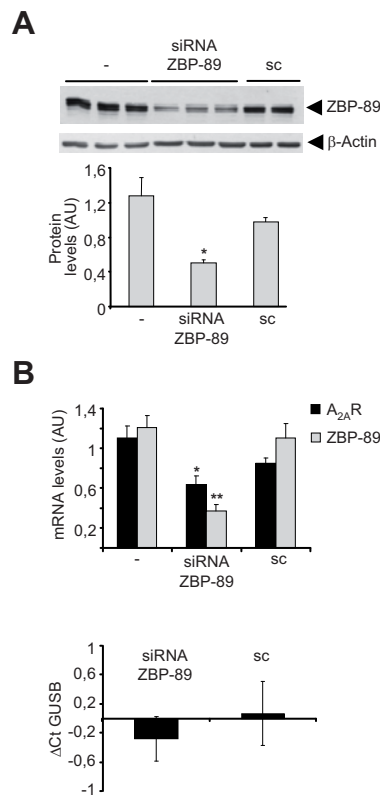 A
siRNA
- ZBP-89 sc
ZBP-89
β-Actin
Protein
levels (AU)
1,6
1,2
0,8
0,4
0
*
- siRNA sc
ZBP-89
B
mRNA levels (AU)
1,4
1
0,6
0,2
*
**
A2AR
ZBP-89
- siRNA sc
ZBP-89
ΔCt GUSB
1
0,6
0,2
-0,2
-0,6
-1
siRNA sc
ZBP-89